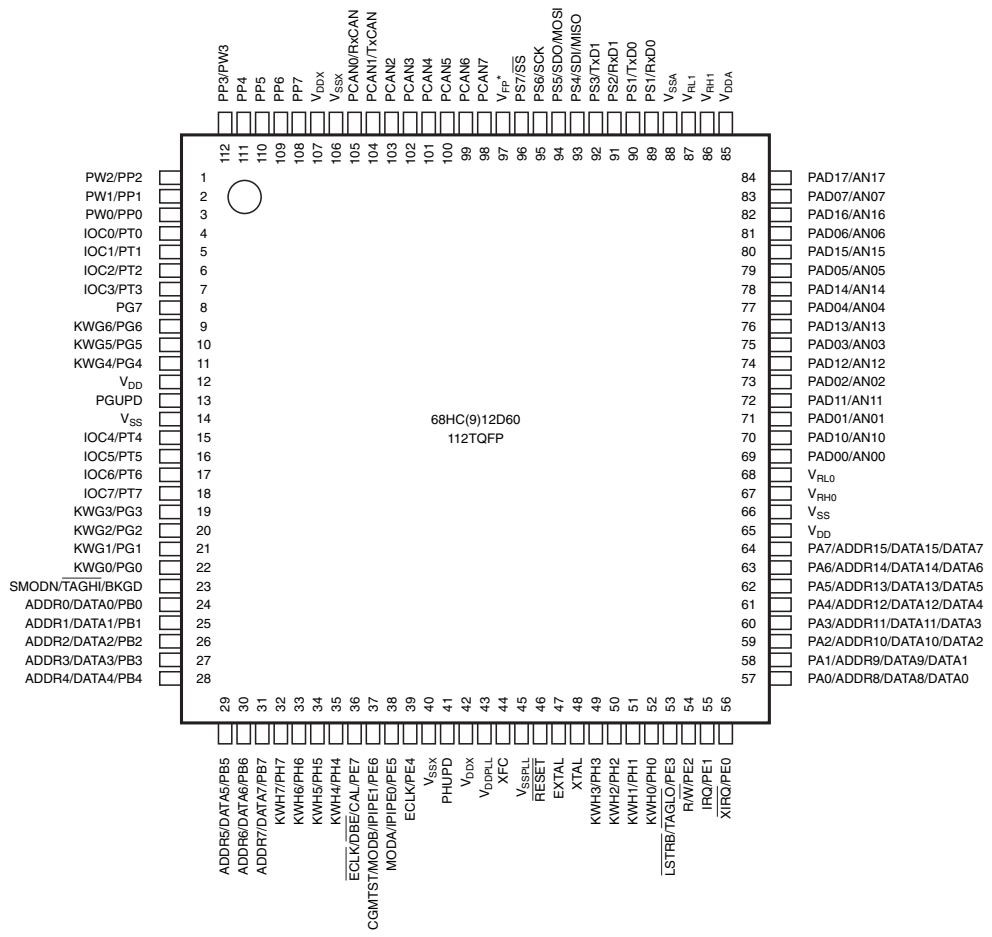 PP3/PW3
PP4
PP5
PP6
PP7
VDDX
VSSX
PCAN0/RxCAN
PCAN1/TxCAN
PCAN2
PCAN3
PCAN4
PCAN5
PCAN6
PCAN7
VFP*
PS7/SS
PS6/SCK
PS5/SDO/MOSI
PS4/SDI/MISO
PS3/TxD1
PS2/RxD1
PS1/TxD0
PS1/RxD0
VSSA
VRL1
VRH1
VDDA
112
111
110
109
108
107
106
105
104
103
102
101
100
99
98
97
96
95
94
93
92
91
90
89
88
87
86
85
PW2/PP2 1
PW1/PP1 2
PW0/PP0 3
IOC0/PT0 4
IOC1/PT1 5
IOC2/PT2 6
IOC3/PT3 7
PG7 8
KWG6/PG6 9
KWG5/PG5 10
KWG4/PG4 11
VDD 12
PGUPD 13
VSS 14
IOC4/PT4 15
IOC5/PT5 16
IOC6/PT6 17
IOC7/PT7 18
KWG3/PG3 19
KWG2/PG2 20
KWG1/PG1 21
KWG0/PG0 22
SMODN/TAGHI/BKGD 23
ADDR0/DATA0/PB0 24
ADDR1/DATA1/PB1 25
ADDR2/DATA2/PB2 26
ADDR3/DATA3/PB3 27
ADDR4/DATA4/PB4 28
68HC(9)12D60
112TQFP
84 PAD17/AN17
83 PAD07/AN07
82 PAD16/AN16
81 PAD06/AN06
80 PAD15/AN15
79 PAD05/AN05
78 PAD14/AN14
77 PAD04/AN04
76 PAD13/AN13
75 PAD03/AN03
74 PAD12/AN12
73 PAD02/AN02
72 PAD11/AN11
71 PAD01/AN01
70 PAD10/AN10
69 PAD00/AN00
68 VRL0
67 VRH0
66 VSS
65 VDD
64 PA7/ADDR15/DATA15/DATA7
63 PA6/ADDR14/DATA14/DATA6
62 PA5/ADDR13/DATA13/DATA5
61 PA4/ADDR12/DATA12/DATA4
60 PA3/ADDR11/DATA11/DATA3
59 PA2/ADDR10/DATA10/DATA2
58 PA1/ADDR9/DATA9/DATA1
57 PA0/ADDR8/DATA8/DATA0
29
30
31
32
33
34
35
36
37
38
39
40
41
42
43
44
45
46
47
48
49
50
51
52
53
54
55
56
ADDR5/DATA5/PB5
ADDR6/DATA6/PB6
ADDR7/DATA7/PB7
KWH7/PH7
KWH6/PH6
KWH5/PH5
KWH4/PH4
ECLK/DBE/CAL/PE7
CGMTST/MODB/IPIPE1/PE6
MODA/IPIPE0/PE5
ECLK/PE4
VSSX
PHUPD
VDDX
VDDPLL
XFC
VSSPLL
RESET
EXTAL
XTAL
KWH3/PH3
KWH2/PH2
KWH1/PH1
KWH0/PH0
LSTRB/TAGLO/PE3
R/W/PE2
IRQ/PE1
XIRQ/PE0